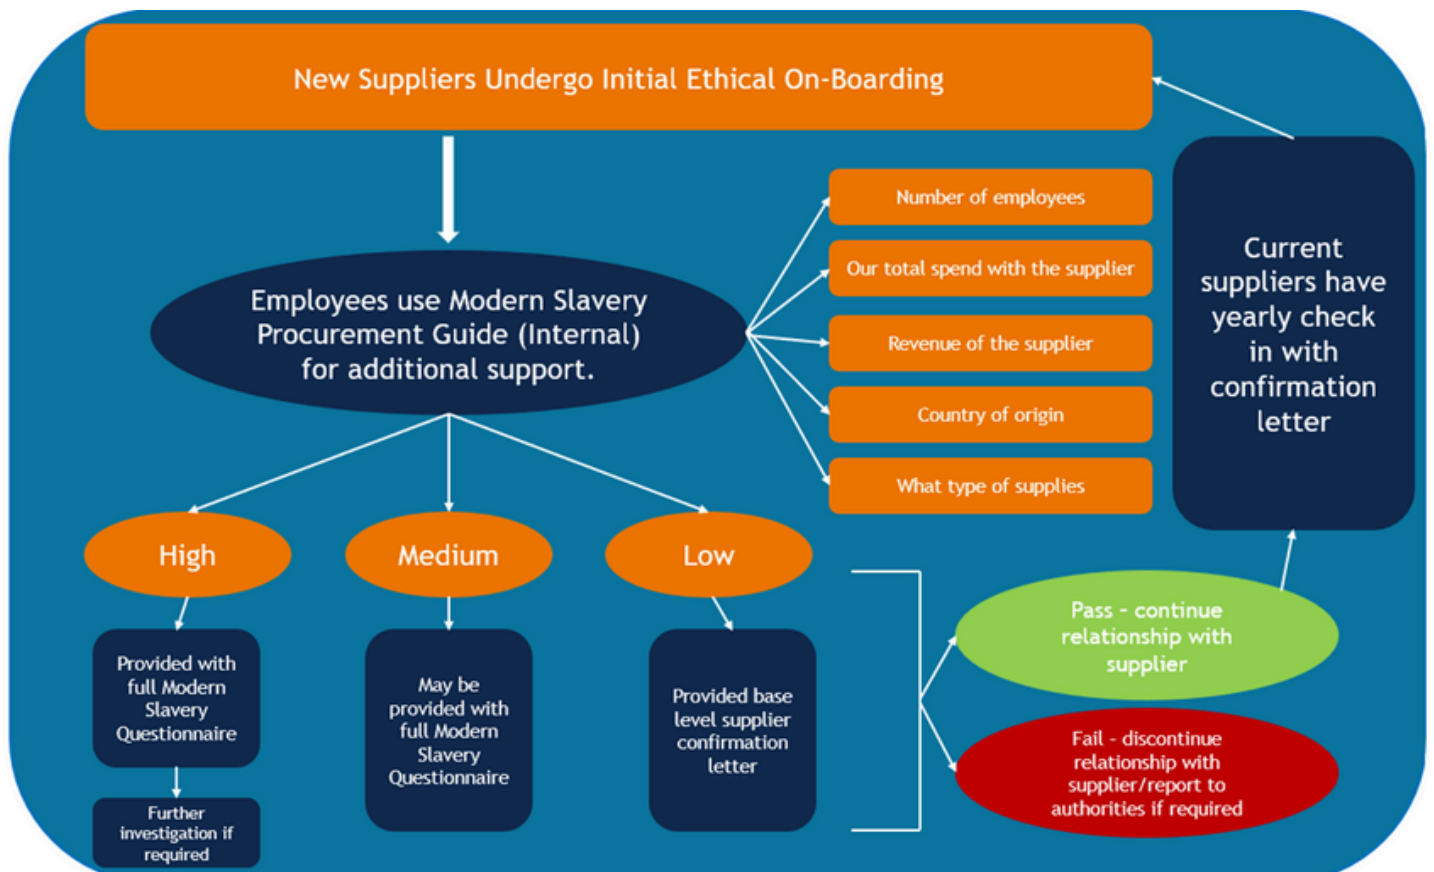 New Suppliers Undergo Initial Ethical On-Boarding
Employees use Modern Slavery
Procurement Guide (Internal)
for additional support.
Number of employees
Our total spend with the supplier
Revenue of the supplier
Country of origin
What type of supplies
Current
suppliers have
yearly check
in with
confirmation
letter
High
Medium
Low
Provided with
full Modern
Slavery
Questionnaire
Further
investigation if
required
May be
provided with
full Modern
Slavery
Questionnaire
Provided base
level supplier
confirmation
letter
Pass - continue
relationship with
supplier
Fail - discontinue
relationship with
supplier/report to
authorities if required